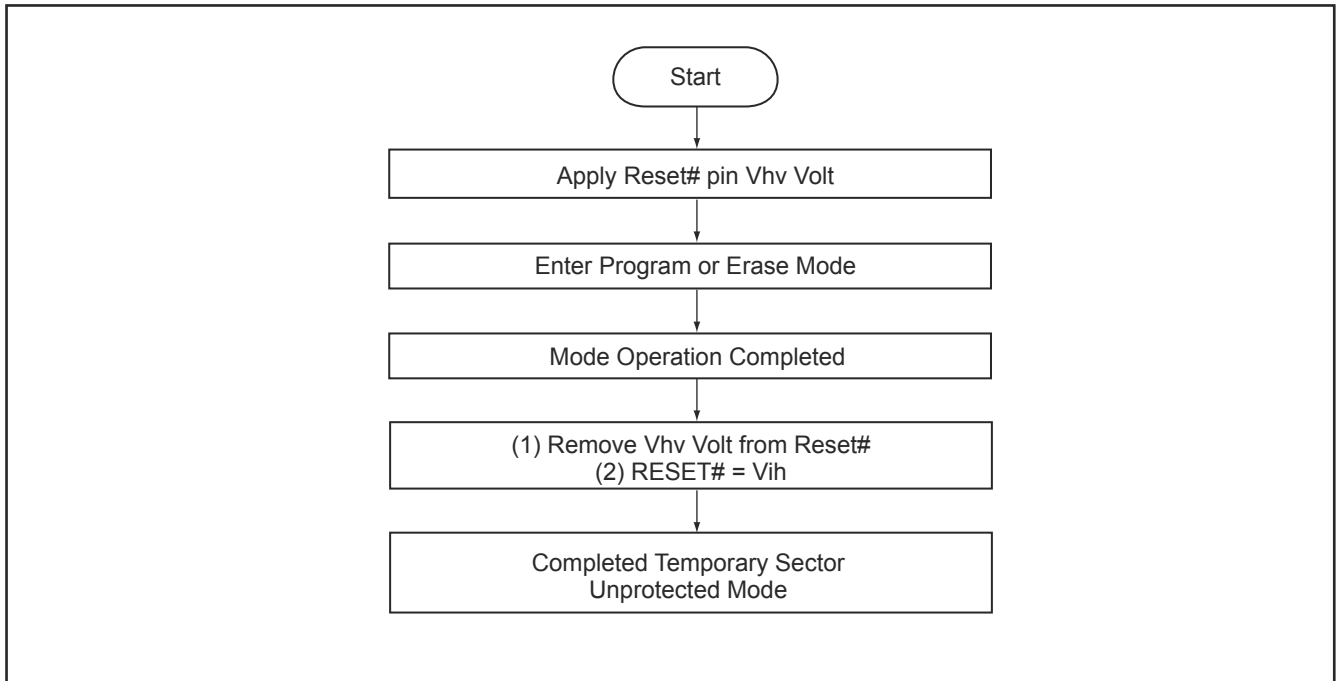 Start
Apply Reset# pin Vhv Volt
Enter Program or Erase Mode
Mode Operation Completed
(1) Remove Vhv Volt from Reset#
(2) RESET# = Vih
Completed Temporary Sector
Unprotected Mode